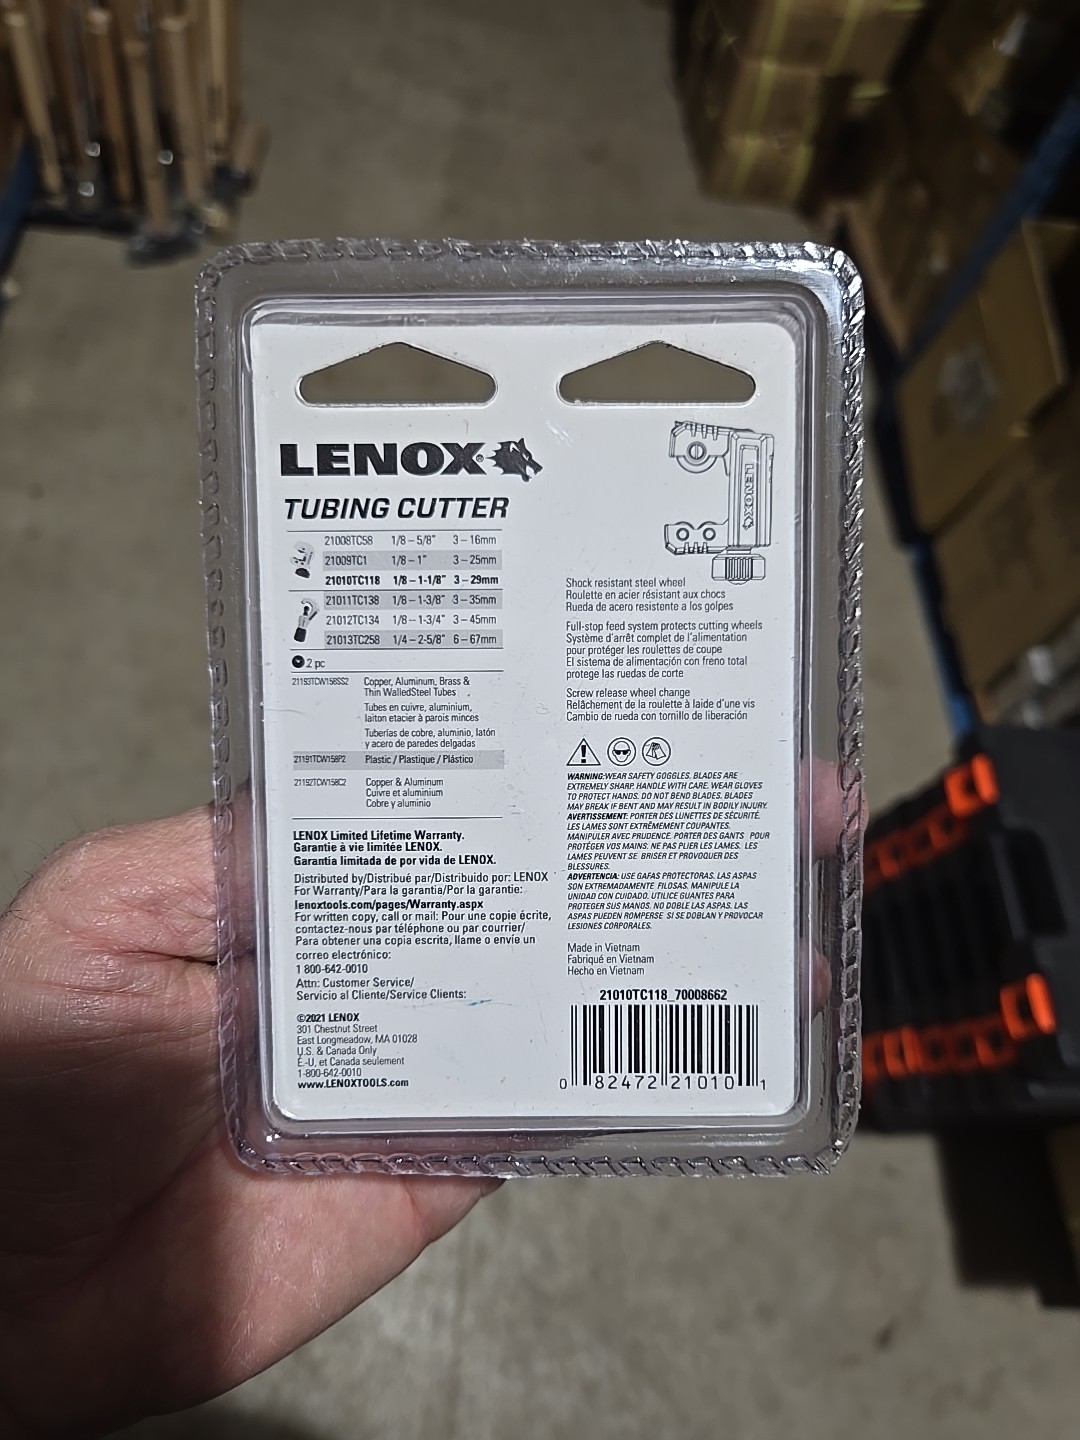 LENOX®
TUBING CUTTER
21008TC58 1/8 – 5/8" 3 – 16mm
21009TC1 1/8 – 1" 3 – 25mm
21010TC118 1/8 – 1-1/8" 3 – 29mm
21011TC138 1/8 – 1-3/8" 3 – 35mm
21012TC134 1/8 – 1-3/4" 3 – 45mm
21013TC258 1/4 – 2-5/8" 6 – 67mm
2 pc
21193TCW158SS2 Copper, Aluminum, Brass &
Thin WalledSteel Tubes
Tubes en cuivre, aluminium,
laiton etacier à parois minces
Tuberías de cobre, aluminio, latón
y acero de paredes delgadas
21191TCW158P2 Plastic / Plastique / Plástico
21192TCW158C2 Copper & Aluminum
Cuivre et aluminium
Cobre y aluminio
LENOX Limited Lifetime Warranty.
Garantie à vie limitée LENOX.
Garantía limitada de por vida de LENOX.
Distributed by/Distribué par/Distribuido por: LENOX
For Warranty/Para la garantía/Por la garantie:
lenoxtools.com/pages/Warranty.aspx
For written copy, call or mail: Pour une copie écrite,
contactez-nous par téléphone ou par courrier/
Para obtener una copia escrita, llame o envíe un
correo electrónico:
1 800-642-0010
Attn: Customer Service/
Servicio al Cliente/Service Clients:
©2021 LENOX
301 Chestnut Street
East Longmeadow, MA 01028
U.S. & Canada Only
É.-U. et Canada seulement
1-800-642-0010
www.LENOXTOOLS.com
LENOX
Shock resistant steel wheel
Roulette en acier résistant aux chocs
Rueda de acero resistente a los golpes
Full-stop feed system protects cutting wheels
Système d'arrêt complet de l'alimentation
pour protéger les roulettes de coupe
El sistema de alimentación con freno total
protege las ruedas de corte
Screw release wheel change
Relâchement de la roulette à laide d'une vis
Cambio de rueda con tornillo de liberación
WARNING:WEAR SAFETY GOGGLES. BLADES ARE
EXTREMELY SHARP. HANDLE WITH CARE. WEAR GLOVES
TO PROTECT HANDS. DO NOT BEND BLADES. BLADES
MAY BREAK IF BENT AND MAY RESULT IN BODILY INJURY.
AVERTISSEMENT: PORTER DES LUNETTES DE SÉCURITÉ.
LES LAMES SONT EXTRÊMEMENT COUPANTES.
MANIPULER AVEC PRUDENCE. PORTER DES GANTS POUR
PROTÉGER VOS MAINS. NE PAS PLIER LES LAMES. LES
LAMES PEUVENT SE BRISER ET PROVOQUER DES
BLESSURES.
ADVERTENCIA: USE GAFAS PROTECTORAS. LAS ASPAS
SON EXTREMADAMENTE FILOSAS. MANIPULE LA
UNIDAD CON CUIDADO. UTILICE GUANTES PARA
PROTEGER SUS MANOS. NO DOBLE LAS ASPAS. LAS
ASPAS PUEDEN ROMPERSE SI SE DOBLAN Y PROVOCAR
LESIONES CORPORALES.
Made in Vietnam
Fabriqué en Vietnam
Hecho en Vietnam
21010TC118_70008662
0 82472 21010 1